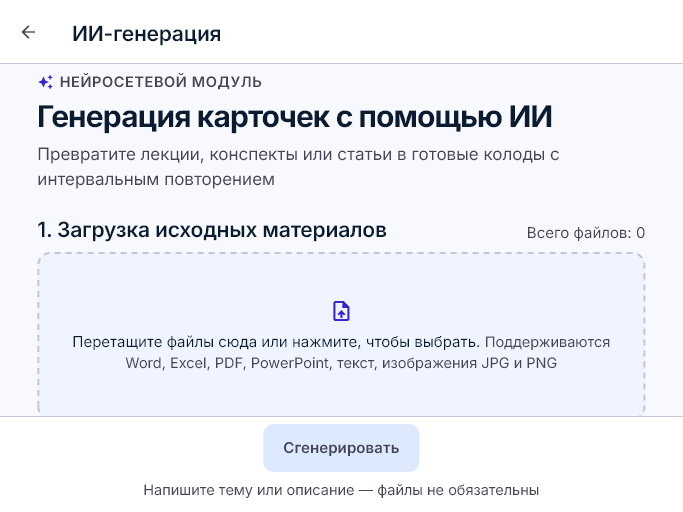 ИИ-генерация
НЕЙРОСЕТЕВОЙ МОДУЛЬ
Генерация карточек с помощью ИИ
Превратите лекции, конспекты или статьи в готовые колоды с
интервальным повторением
1. Загрузка исходных материалов
Всего файлов: 0
Перетащите файлы сюда или нажмите, чтобы выбрать. Поддерживаются
Word, Excel, PDF, PowerPoint, текст, изображения JPG и PNG
Сгенерировать
Напишите тему или описание — файлы не обязательны